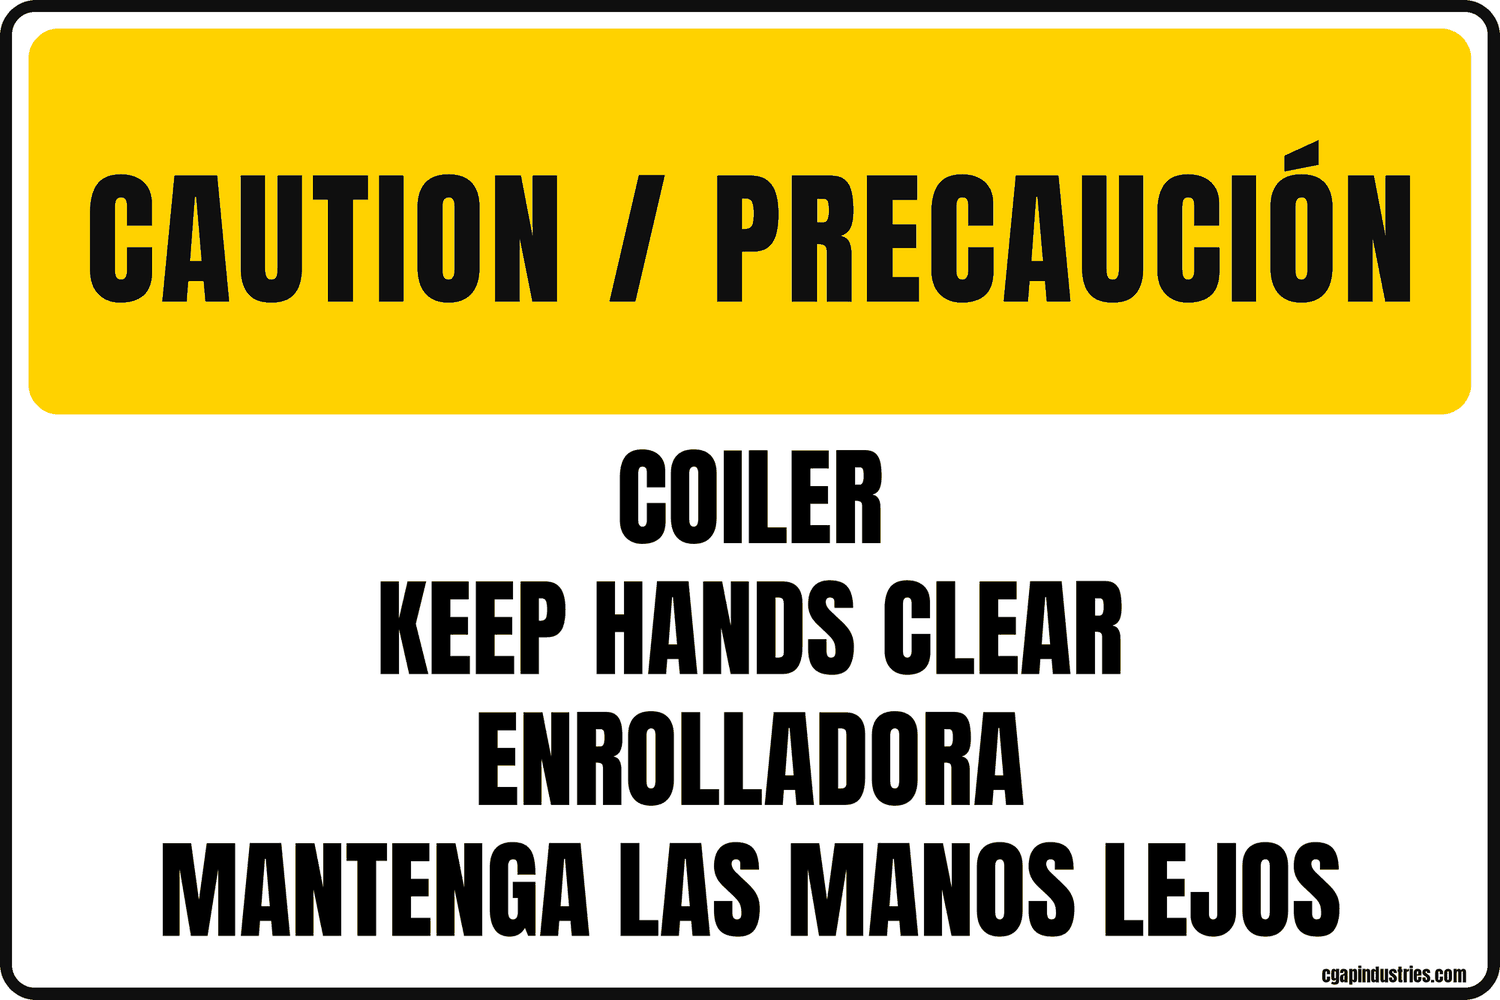 CAUTION / PRECAUCIÓN
COILER
KEEP HANDS CLEAR
ENROLLADORA
MANTENGA LAS MANOS LEJOS
cgapindustries.com